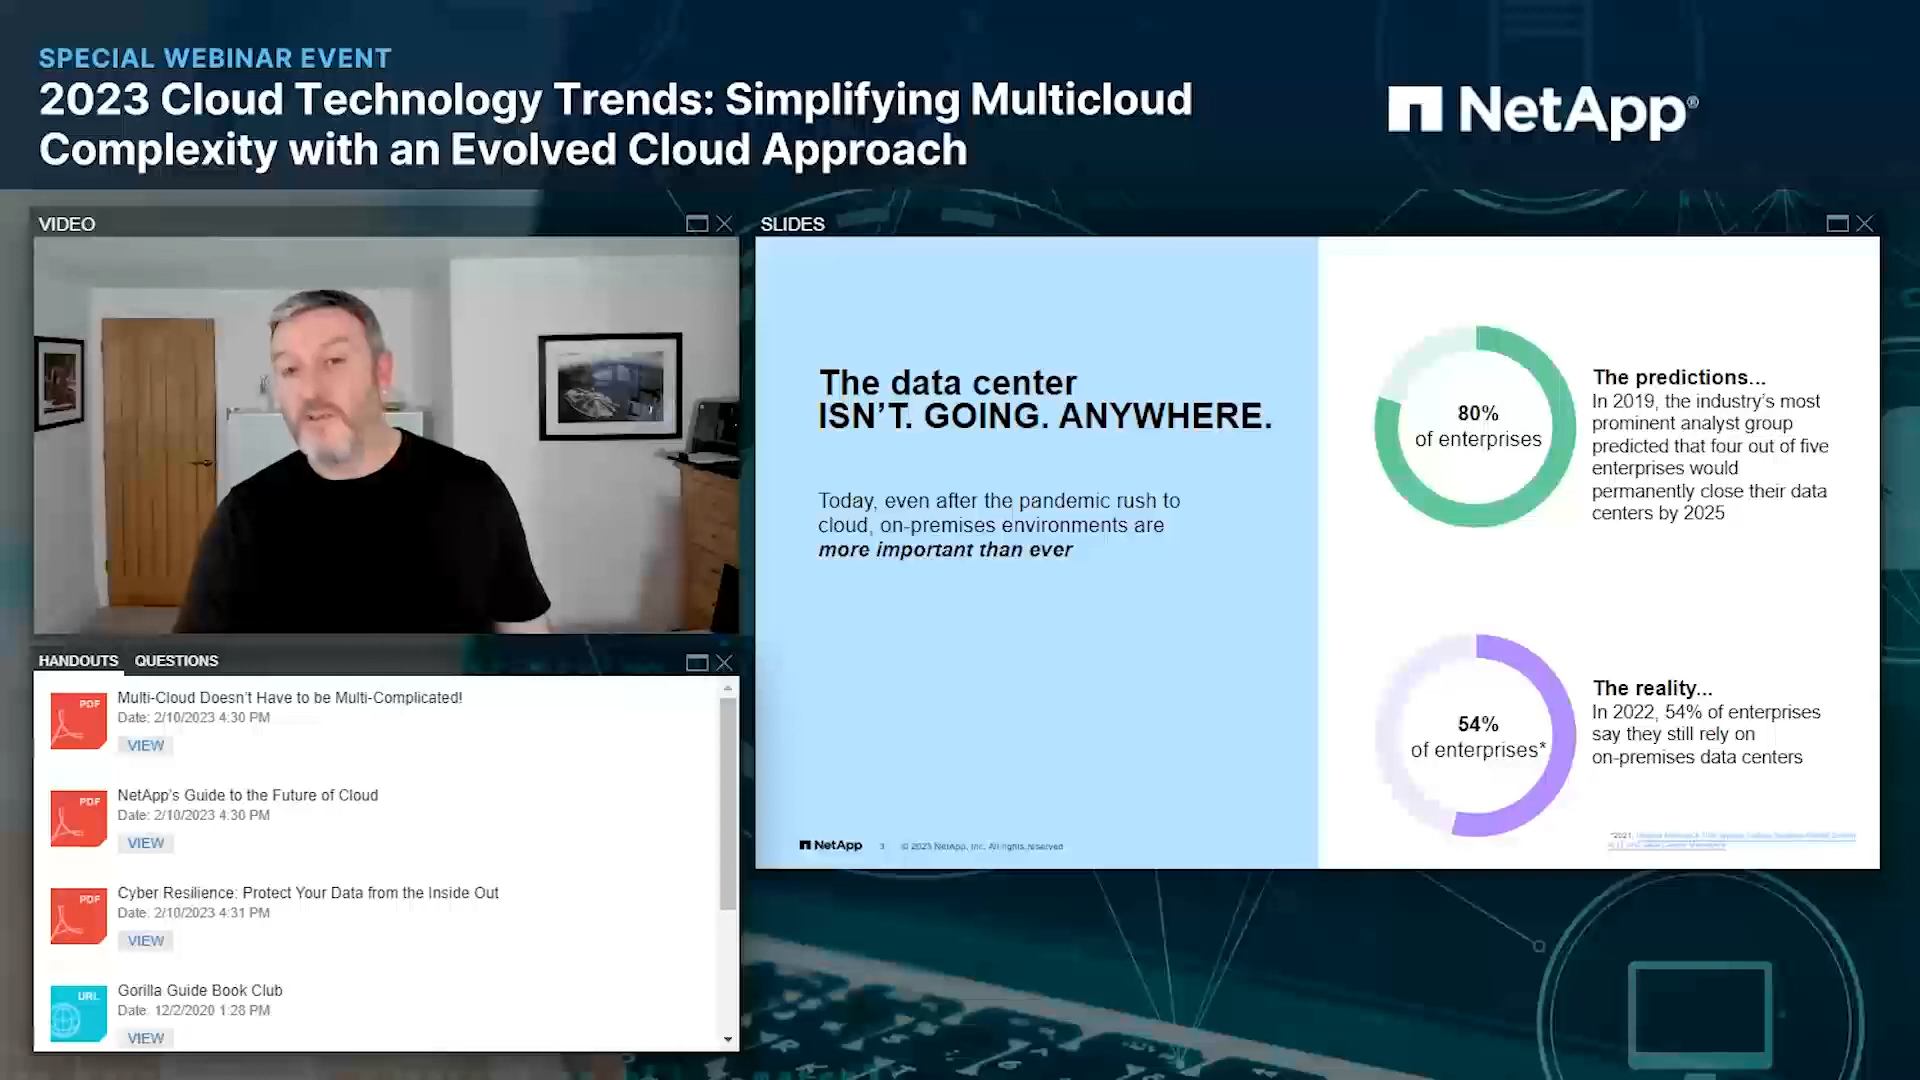 SPECIAL WEBINAR EVENT
2023 Cloud Technology Trends: Simplifying Multicloud
Complexity with an Evolved Cloud Approach
NetApp®
VIDEO
SLIDES
The data center
ISN'T. GOING. ANYWHERE.
Today, even after the pandemic rush to
cloud, on-premises environments are
more important than ever
80%
of enterprises
The predictions...
In 2019, the industry's most
prominent analyst group
predicted that four out of five
enterprises would
permanently close their data
centers by 2025
54%
of enterprises*
The reality...
In 2022, 54% of enterprises
say they still rely on
on-premises data centers
*2021,
NetApp 3 © 2023 NetApp, Inc. All rights reserved
HANDOUTS QUESTIONS
PDF
Multi-Cloud Doesn't Have to be Multi-Complicated!
Date: 2/10/2023 4:30 PM
VIEW
PDF
NetApp's Guide to the Future of Cloud
Date: 2/10/2023 4:30 PM
VIEW
PDF
Cyber Resilience: Protect Your Data from the Inside Out
Date: 2/10/2023 4:31 PM
VIEW
URL
Gorilla Guide Book Club
Date: 12/2/2020 1:28 PM
VIEW